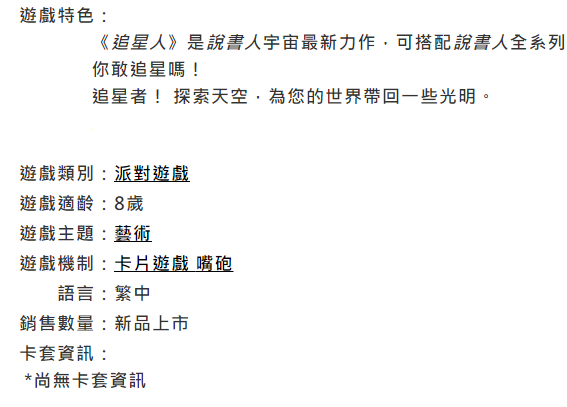 遊戲特色：
《追星人》是說書人宇宙最新力作，可搭配說書人全系列
你敢追星嗎！
追星者！ 探索天空，為您的世界帶回一些光明。
遊戲類別：派對遊戲
遊戲適齡：8歲
遊戲主題：藝術
遊戲機制：卡片遊戲 嘴砲
語言：繁中
銷售數量：新品上市
卡套資訊：
*尚無卡套資訊